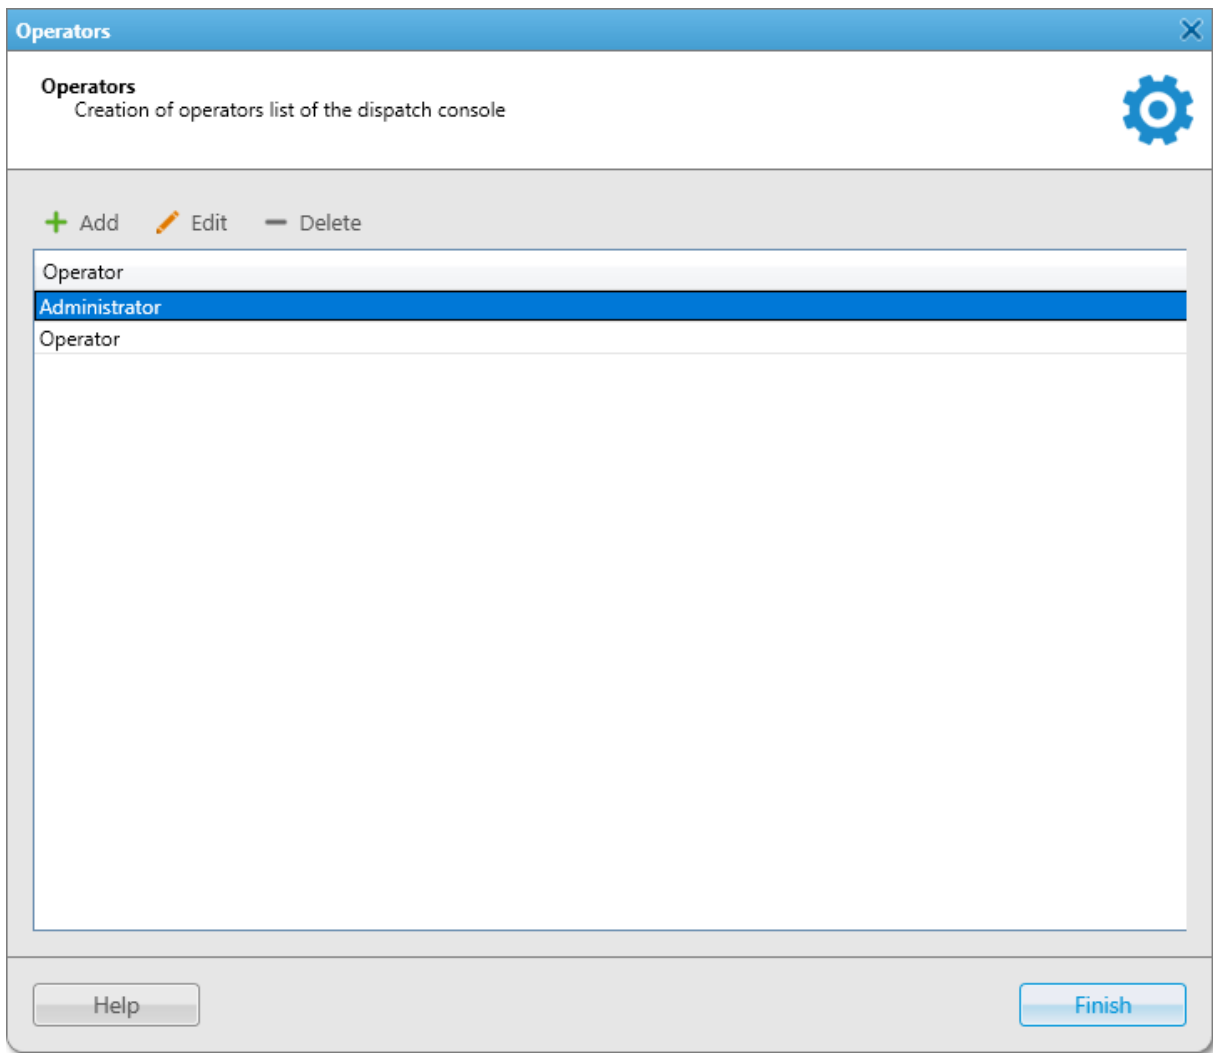 Operators
Operators
Creation of operators list of the dispatch console
Add Edit Delete
Operator
Administrator
Operator
Help Finish